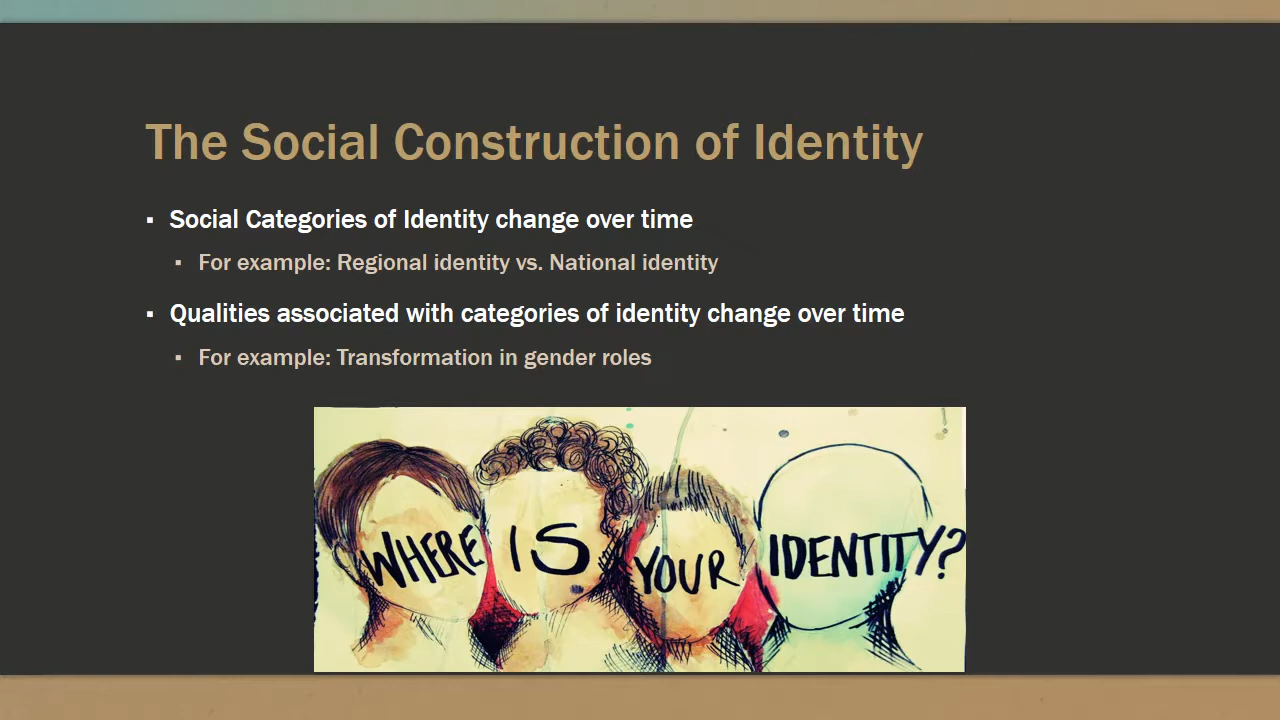 The Social Construction of Identity
▪ Social Categories of Identity change over time
▪ For example: Regional identity vs. National identity
▪ Qualities associated with categories of identity change over time
▪ For example: Transformation in gender roles
WHERE IS YOUR IDENTITY?